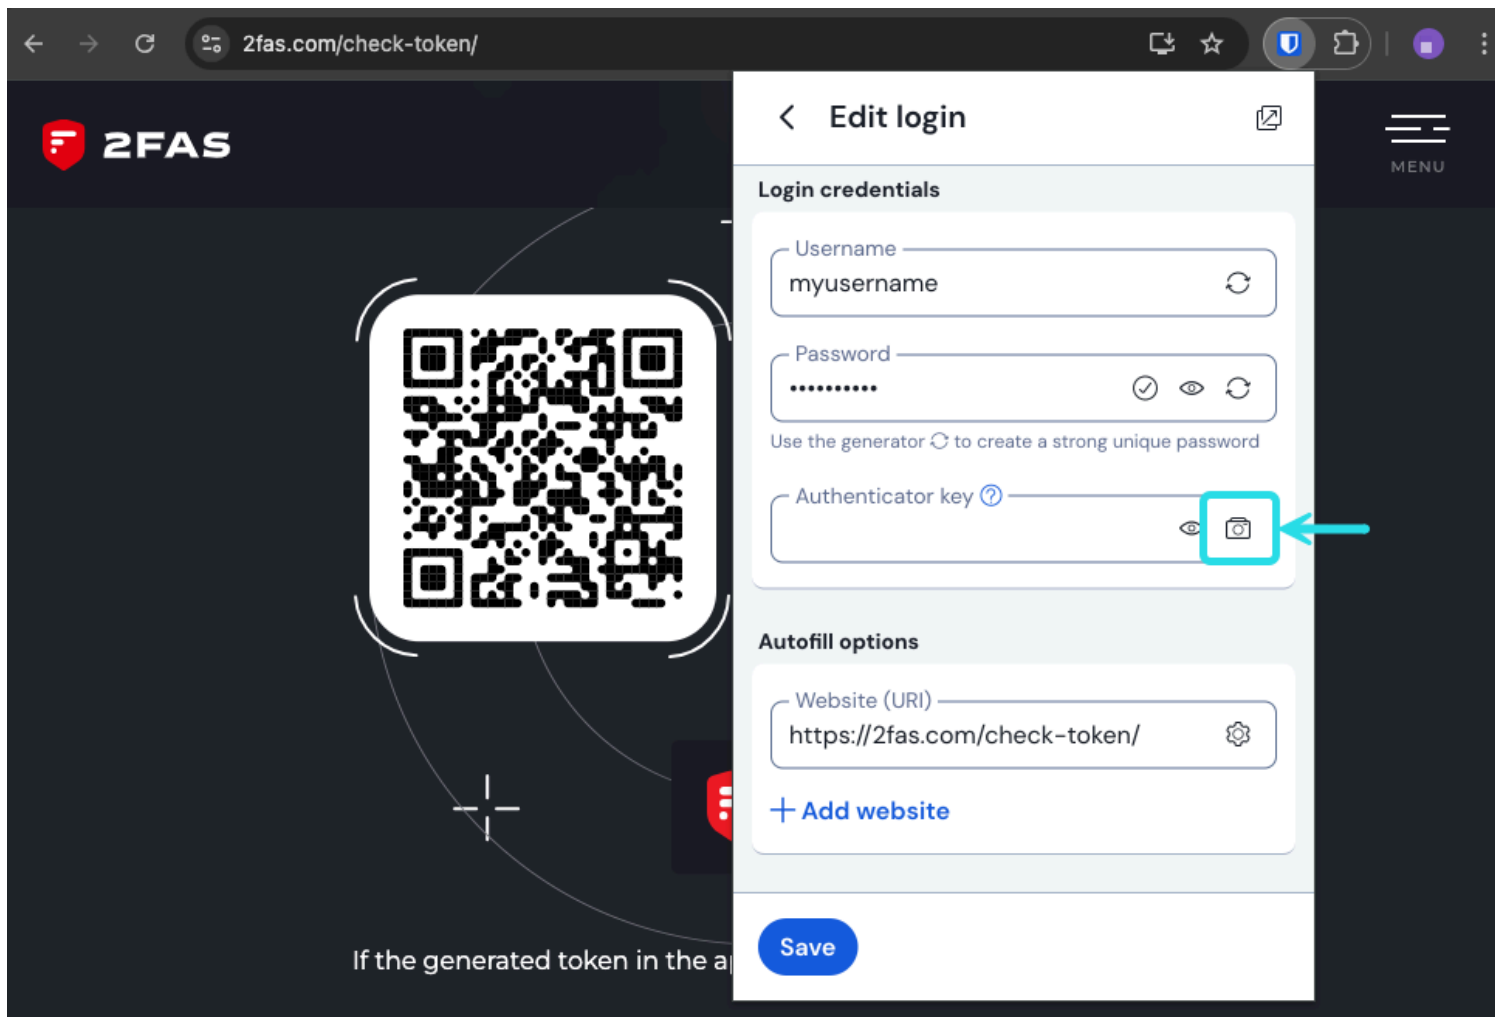 2fas.com/check-token/
2FAS
MENU
Edit login
Login credentials
Username
myusername
Password
••••••••••
Use the generator to create a strong unique password
Authenticator key
Autofill options
Website (URI)
https://2fas.com/check-token/
+ Add website
If the generated token in the
Save